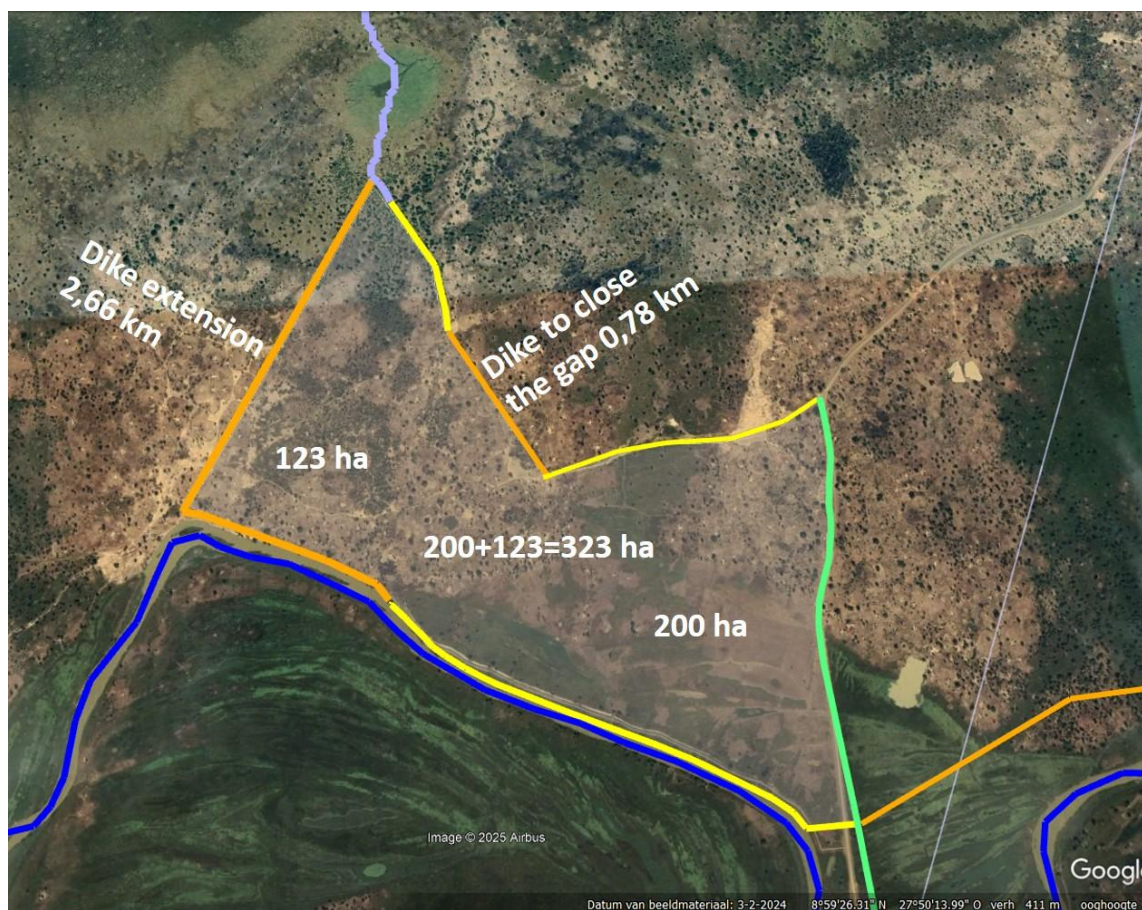 Dike extension
2,66 km
Dike to close
the gap 0,78 km
123 ha
200+123=323 ha
200 ha
Image © 2025 Airbus
Google
Datum van beeldmateriaal: 3-2-2024 8°59'26.31" N 27°50'13.99" O verh 411 m ooghoogte